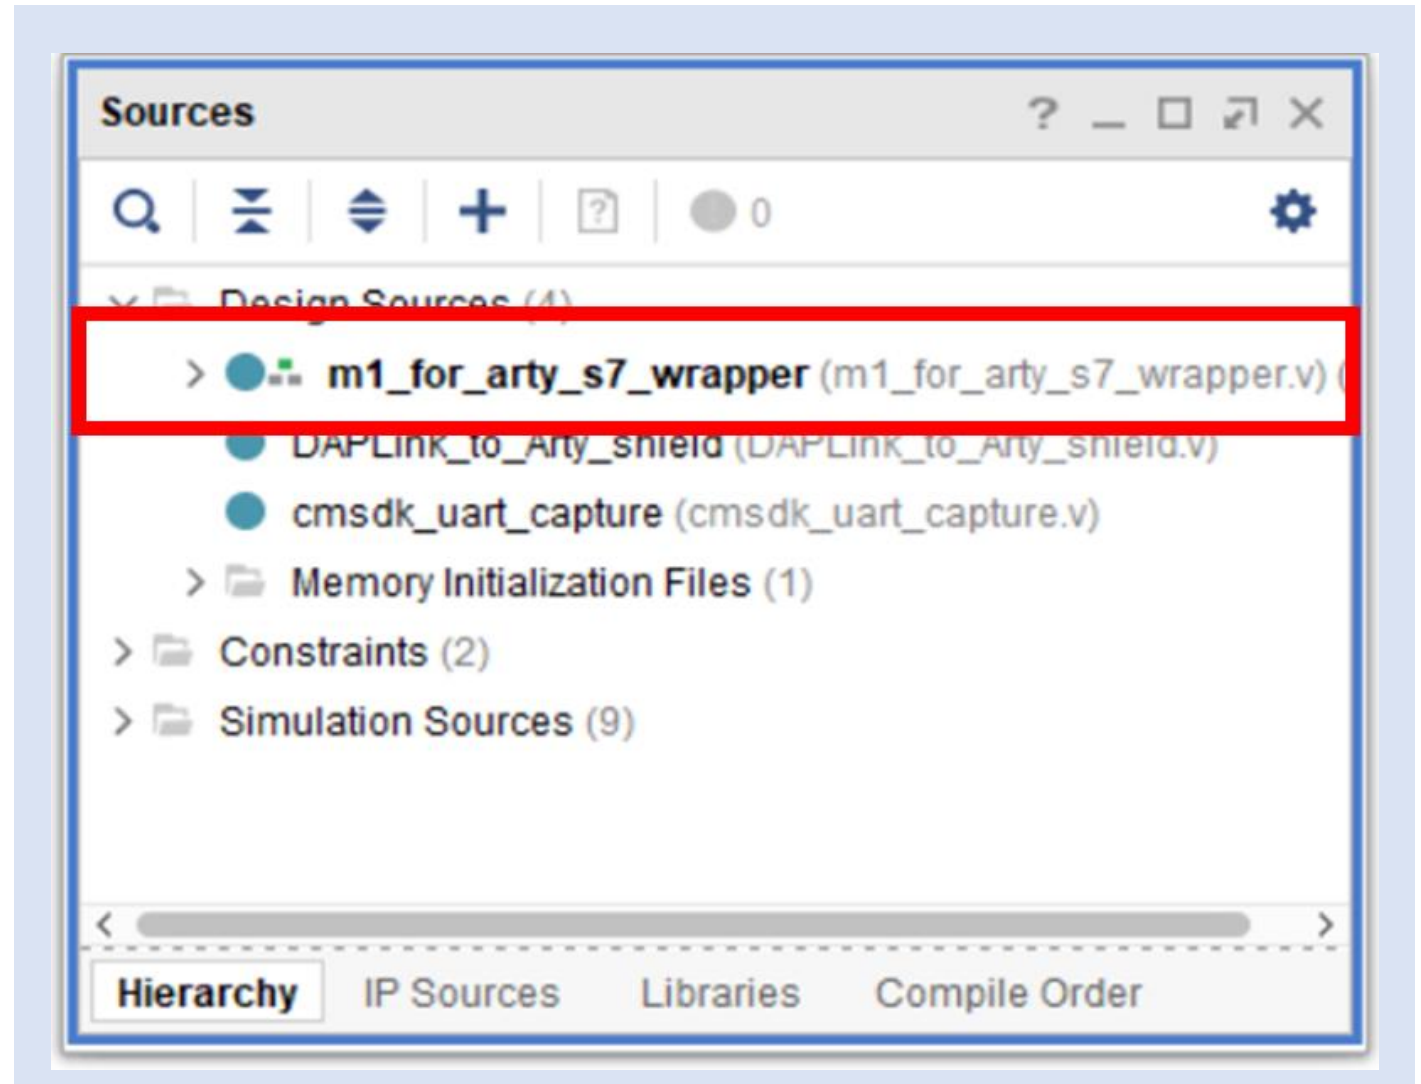 Sources
0
Design Sources (4)
m1_for_arty_s7_wrapper (m1_for_arty_s7_wrapper.v) (
DAPLink_to_Arty_shield (DAPLink_to_Arty_shield.v)
cmsdk_uart_capture (cmsdk_uart_capture.v)
Memory Initialization Files (1)
Constraints (2)
Simulation Sources (9)
Hierarchy IP Sources Libraries Compile Order